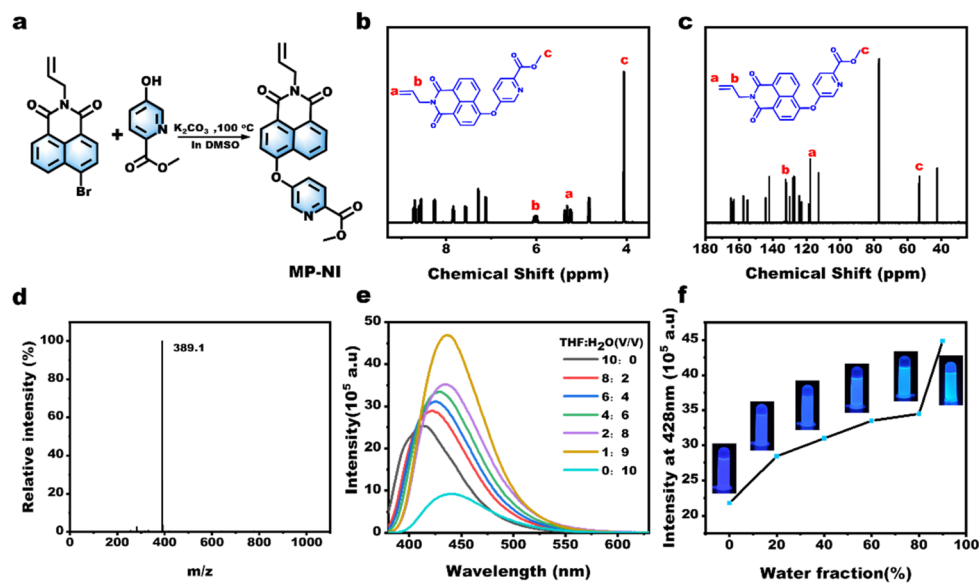 a
N
O
O
Br
+
OH
N
O
O
K2CO3 ,100 °C
In DMSO
O
N
O
O
N
O
O
MP-NI
b
c
c
a
b
O
N
O
O
N
O
O
b
a
8
6
4
Chemical Shift (ppm)
c
c
a
b
O
N
O
O
N
O
O
b
a
c
180
160
140
120
100
80
60
40
Chemical Shift (ppm)
d
Relative intensity (%)
100
80
60
40
20
0
389.1
0
200
400
600
800
1000
m/z
e
Intensity(10^5 a.u)
50
40
30
20
10
0
THF:H2O(V/V)
10: 0
8: 2
6: 4
4: 6
2: 8
1: 9
0: 10
400
450
500
550
600
Wavelength (nm)
f
Intensity at 428nm (10^5 a.u)
45
40
35
30
25
20
0
20
40
60
80
100
Water fraction(%)